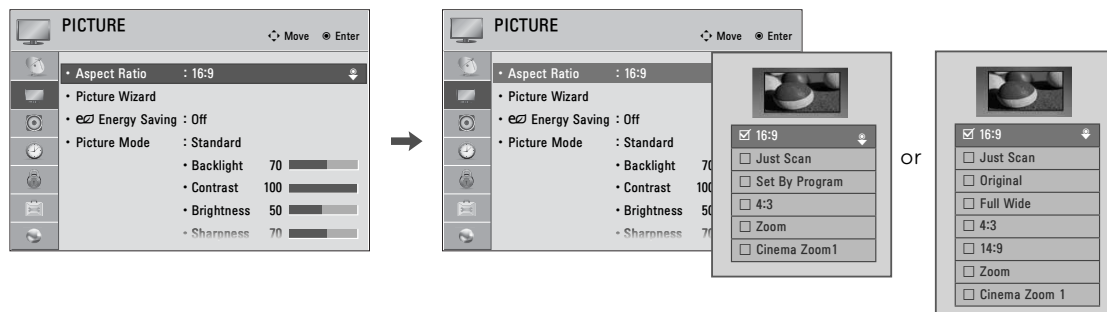 PICTURE
Move Enter
• Aspect Ratio : 16:9
• Picture Wizard
• Energy Saving : Off
• Picture Mode : Standard
• Backlight 70
• Contrast 100
• Brightness 50
• Sharpness 70
PICTURE
Move Enter
• Aspect Ratio : 16:9
• Picture Wizard
• Energy Saving : Off
• Picture Mode : Standard
• Backlight 70
• Contrast 100
• Brightness 50
• Sharpness 70
16:9
Just Scan
Set By Program
4:3
Zoom
Cinema Zoom1
or
16:9
Just Scan
Original
Full Wide
4:3
14:9
Zoom
Cinema Zoom 1